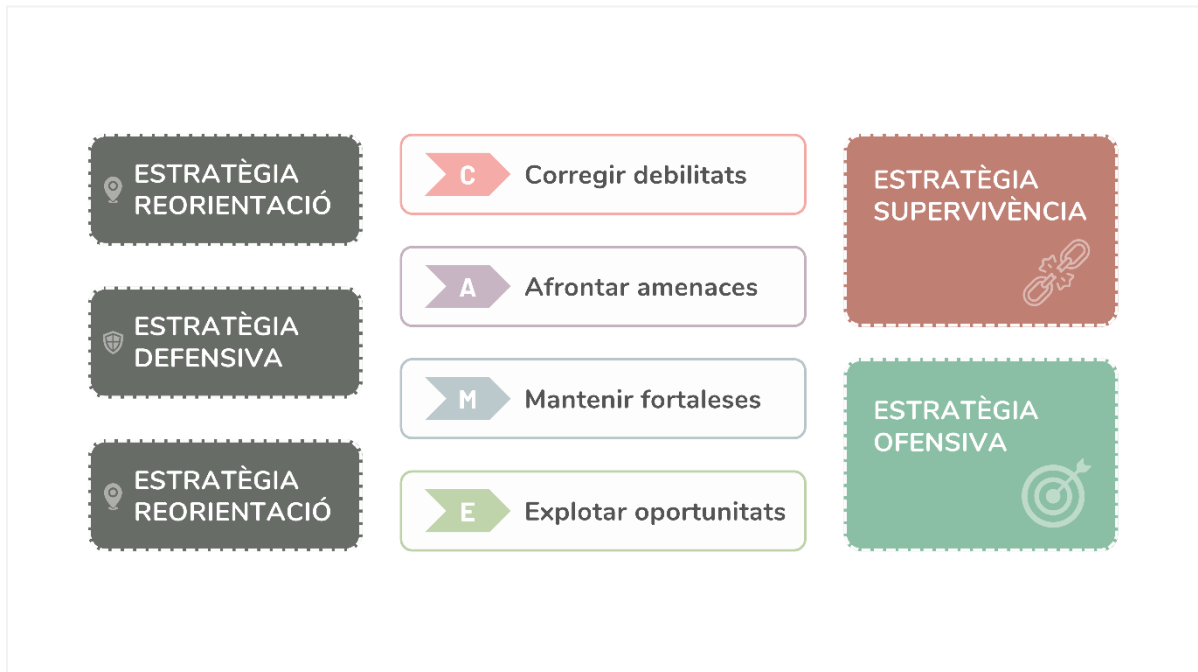 ESTRATÈGIA
REORIENTACIÓ
ESTRATÈGIA
DEFENSIVA
ESTRATÈGIA
REORIENTACIÓ
C Corregir debilitats
A Afrontar amenaces
M Mantenir fortaleses
E Explotar oportunitats
ESTRATÈGIA
SUPERVIVÈNCIA
ESTRATÈGIA
OFENSIVA